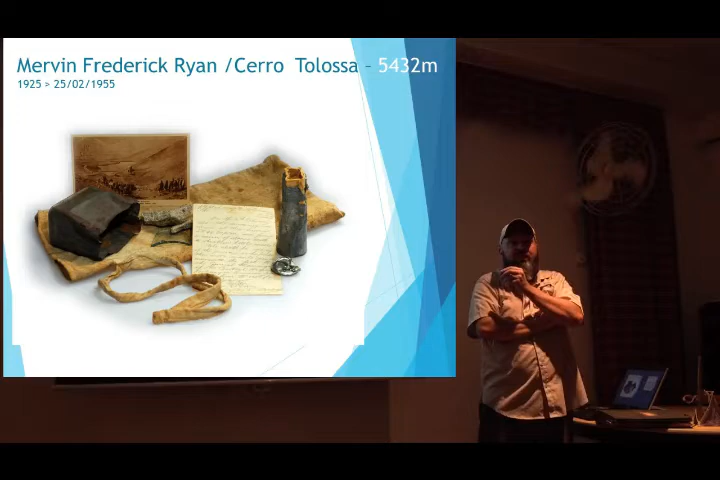 Mervin Frederick Ryan /Cerro  Tolossa – 5432m
1925 > 25/02/1955